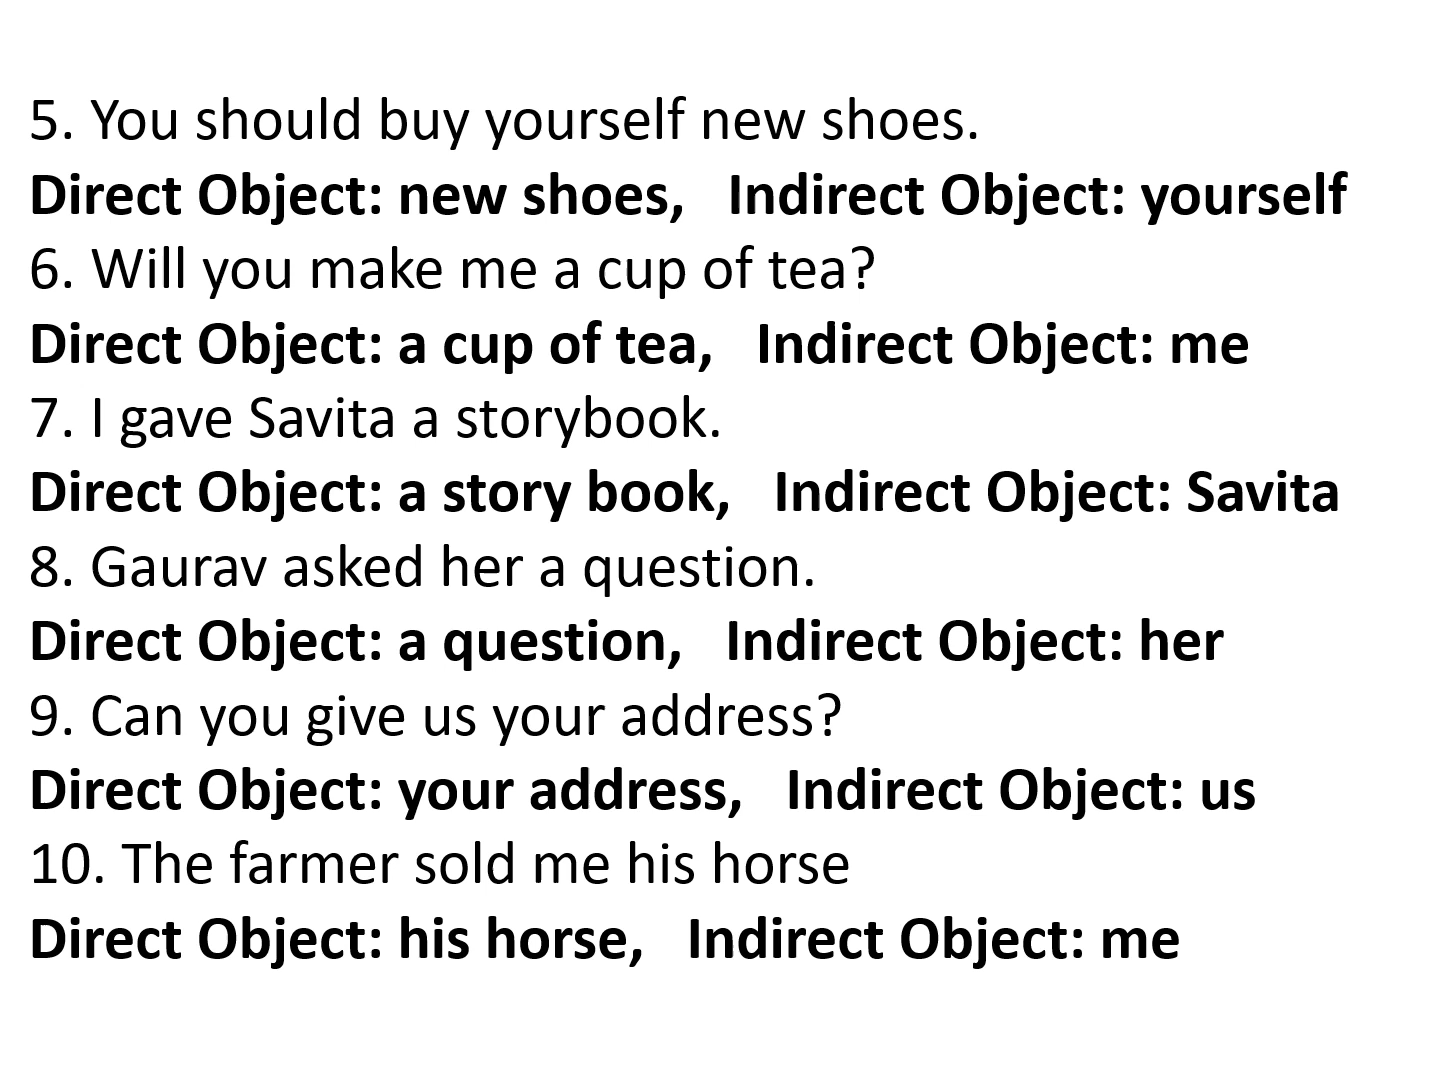 5. You should buy yourself new shoes.
Direct Object: new shoes,   Indirect Object: yourself
6. Will you make me a cup of tea?
Direct Object: a cup of tea,   Indirect Object: me
7. I gave Savita a storybook.
Direct Object: a story book,   Indirect Object: Savita
8. Gaurav asked her a question.
Direct Object: a question,   Indirect Object: her
9. Can you give us your address?
Direct Object: your address,   Indirect Object: us
10. The farmer sold me his horse
Direct Object: his horse,   Indirect Object: me